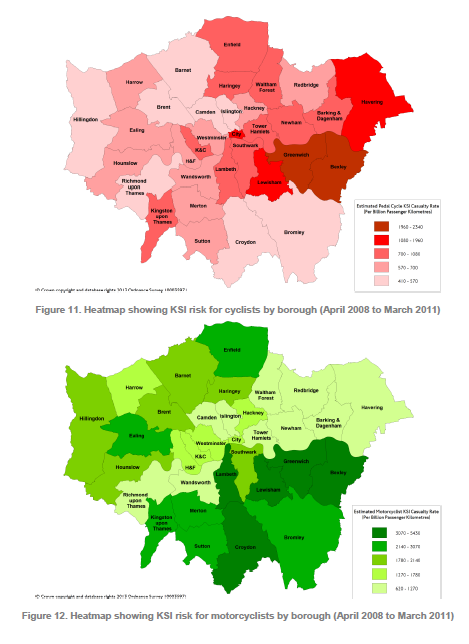 Enfield
Barnet
Harrow
Haringey
Waltham
Forest
Redbridge
Havering
Brent
Camden
Islington
Hackney
Hillingdon
Barking &
Dagenham
Ealing
Newham
Tower
Hamlets
Westminster
City
K&C
Southwark
Hounslow
H&F
Greenwich
Bexley
Lambeth
Wandsworth
Richmond
upon
Thames
Lewisham
Merton
Kingston
upon
Thames
Sutton
Croydon
Bromley
Estimated Pedal Cycle KSI Casualty Rate
(Per Billion Passenger Kilometres)
1960 - 2340
1080 - 1960
700 - 1080
570 - 700
410 - 570
Figure 11. Heatmap showing KSI risk for cyclists by borough (April 2008 to March 2011)
Enfield
Barnet
Harrow
Haringey
Waltham
Forest
Redbridge
Havering
Brent
Camden
Islington
Hackney
Hillingdon
Barking &
Dagenham
Ealing
Newham
Tower
Hamlets
Westminster
City
K&C
Southwark
Hounslow
H&F
Greenwich
Bexley
Lambeth
Wandsworth
Richmond
upon
Thames
Lewisham
Merton
Kingston
upon
Thames
Sutton
Croydon
Bromley
Estimated Motorcyclist KSI Casualty Rate
(Per Billion Passenger Kilometres)
3070 - 5450
2140 - 3070
1780 - 2140
1270 - 1780
Figure 12. Heatmap showing KSI risk for motorcyclists by borough (April 2008 to March 2011)